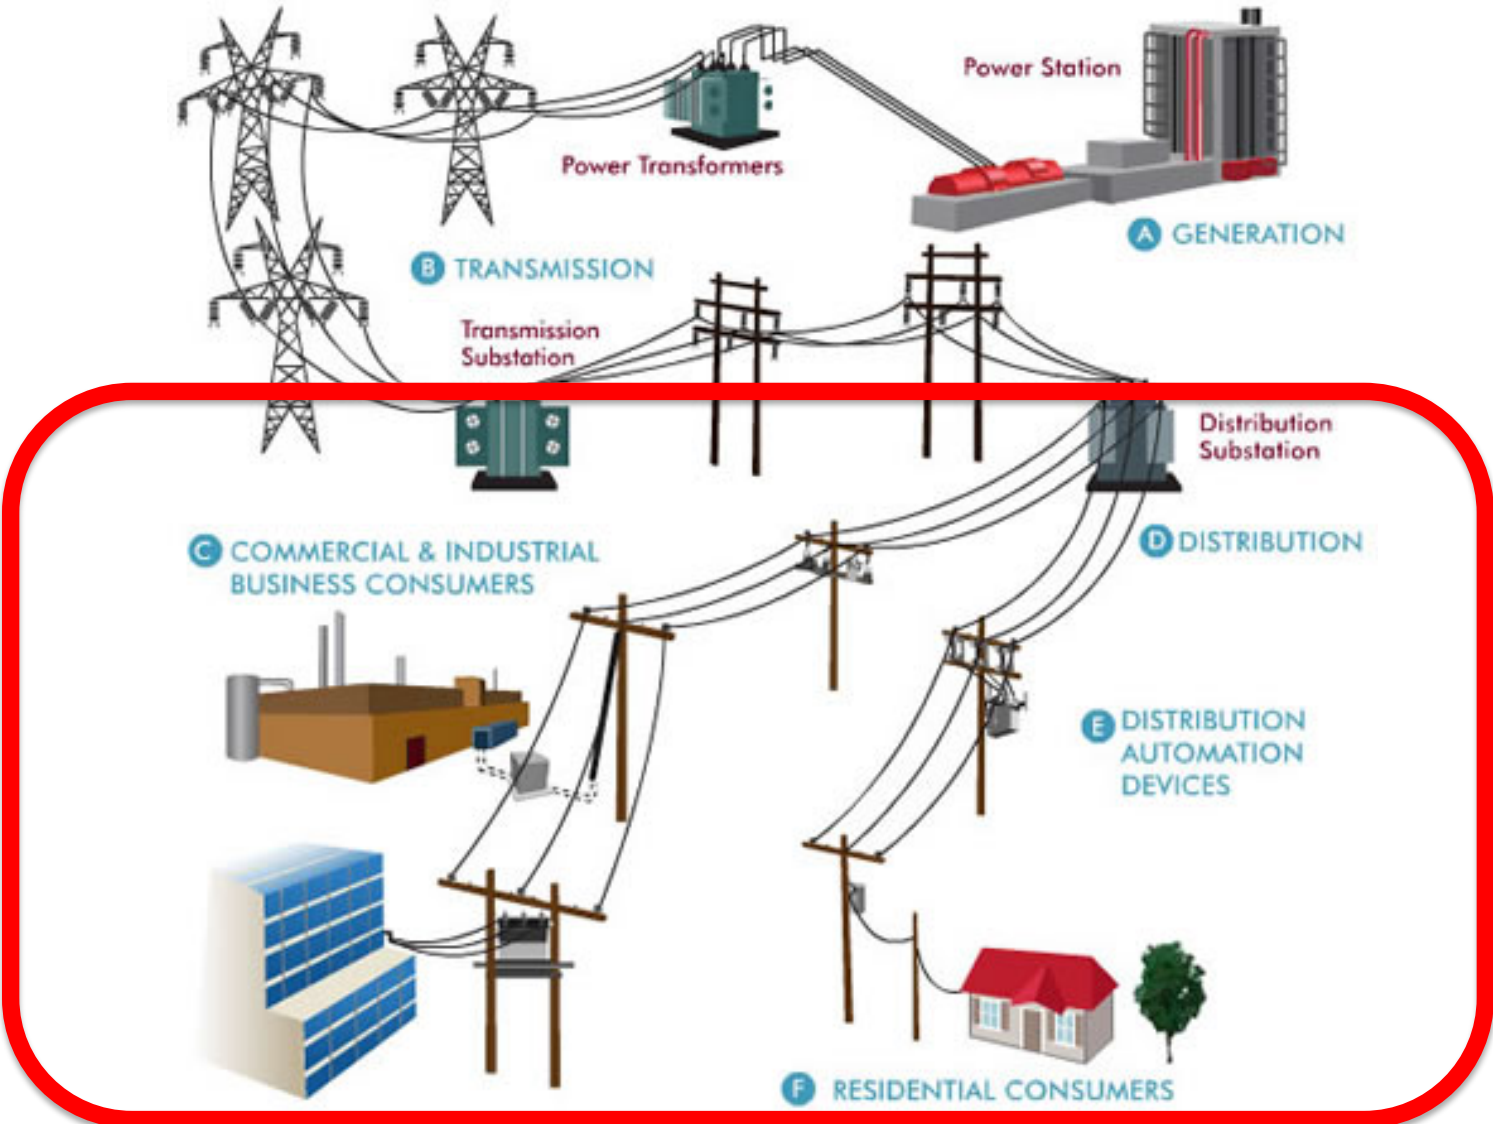 Power Station
Power Transformers
A GENERATION
B TRANSMISSION
Transmission
Substation
Distribution
Substation
C COMMERCIAL & INDUSTRIAL
BUSINESS CONSUMERS
D DISTRIBUTION
E DISTRIBUTION
AUTOMATION
DEVICES
F RESIDENTIAL CONSUMERS